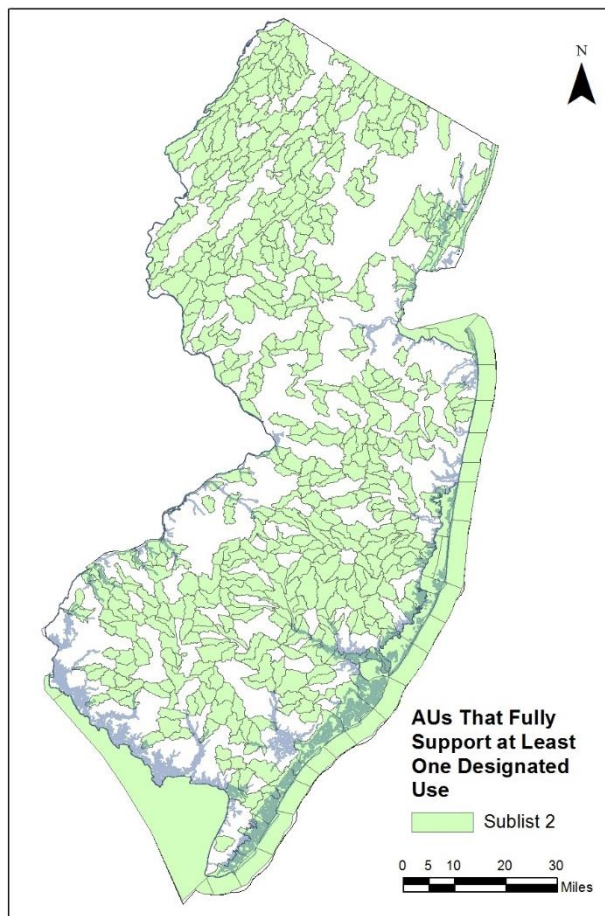 N
AUs That Fully
Support at Least
One Designated
Use
Sublist 2
0 5 10 20 30
Miles